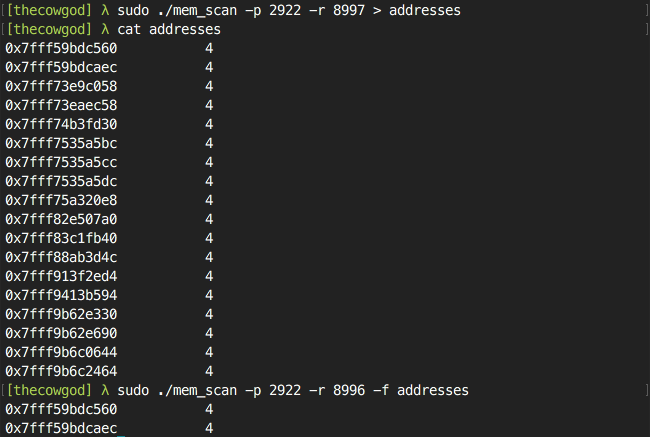 [thecowgod] λ sudo ./mem_scan -p 2922 -r 8997 > addresses
[thecowgod] λ cat addresses
0x7fff59bdc560 4
0x7fff59bdcaec 4
0x7fff73e9c058 4
0x7fff73eaec58 4
0x7fff74b3fd30 4
0x7fff7535a5bc 4
0x7fff7535a5cc 4
0x7fff7535a5dc 4
0x7fff75a320e8 4
0x7fff82e507a0 4
0x7fff83c1fb40 4
0x7fff88ab3d4c 4
0x7fff913f2ed4 4
0x7fff9413b594 4
0x7fff9b62e330 4
0x7fff9b62e690 4
0x7fff9b6c0644 4
0x7fff9b6c2464 4
[thecowgod] λ sudo ./mem_scan -p 2922 -r 8996 -f addresses
0x7fff59bdc560 4
0x7fff59bdcaec 4